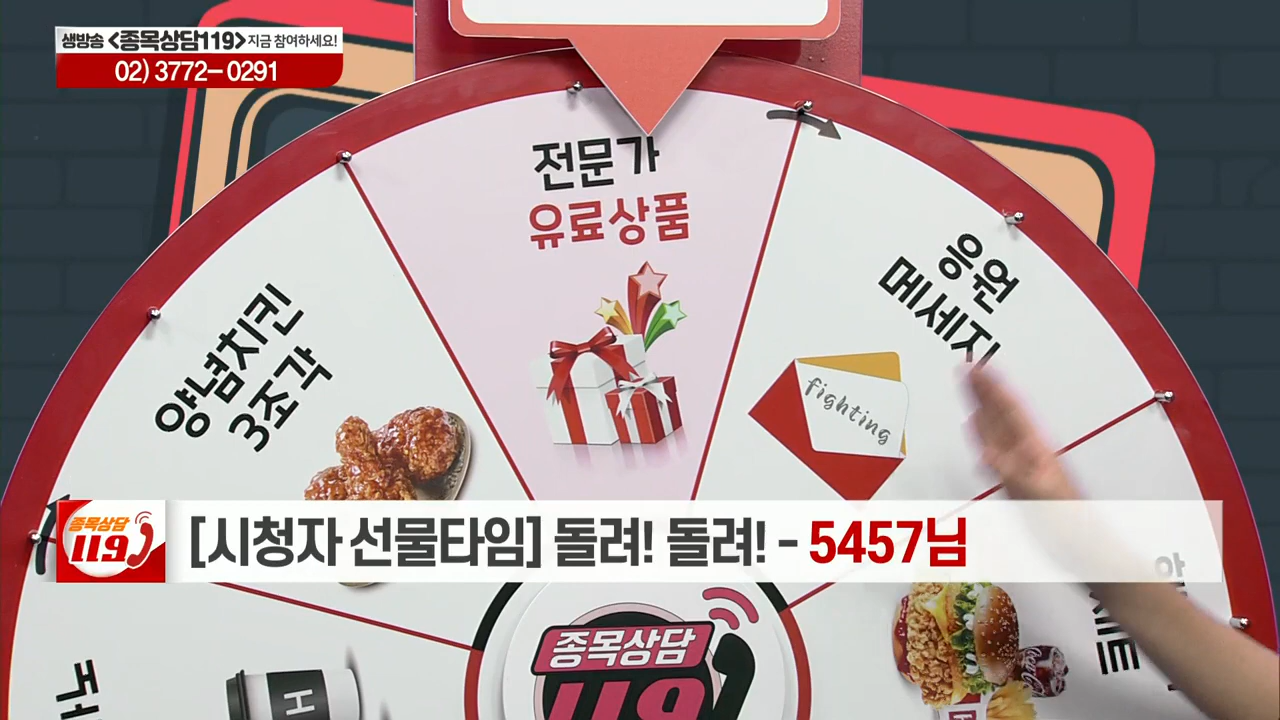 생방송 <종목상담119> 지금 참여하세요!
02) 3772-0291
전문가
유료상품
응원
메세지
fighting
양념치킨
3조각
종목상담
119
[시청자 선물타임] 돌려! 돌려! - 5457님
종목상담
119
H